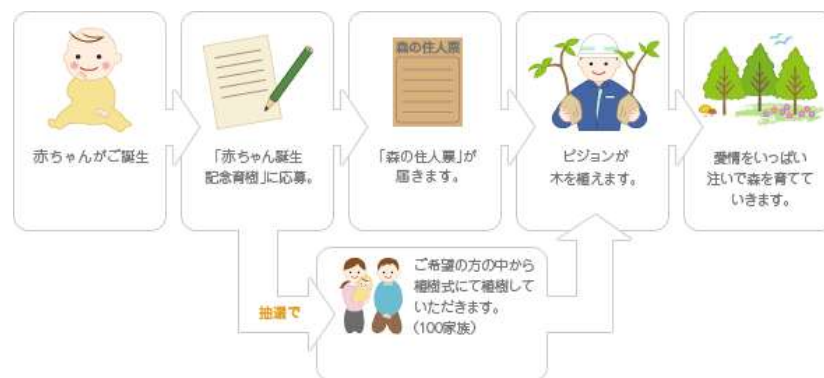 赤ちゃんがご誕生
「赤ちゃん誕生
記念育樹」に応募。
森の住人票
「森の住人票」が
届きます。
ピジョンが
木を植えます。
愛情をいっぱい
注いで森を育てて
いきます。
抽選で
ご希望の方の中から
植樹式にて植樹して
いただきます。
(100家族)